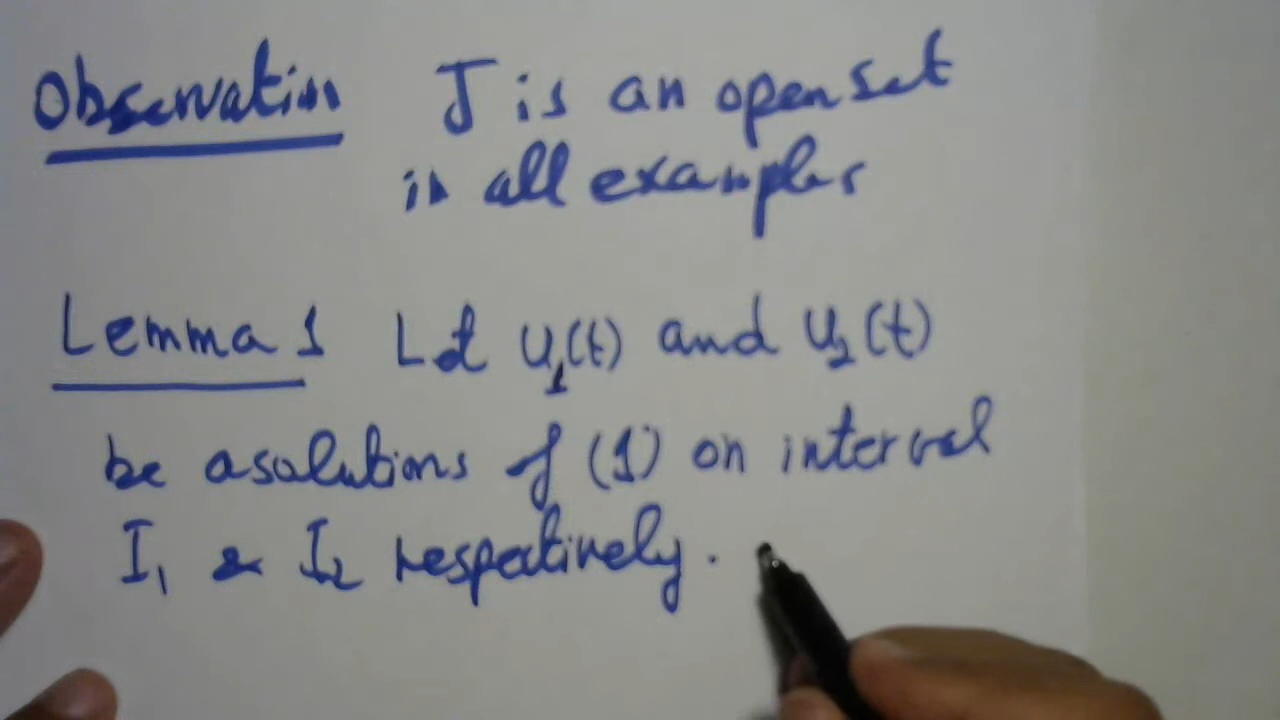 Observation J is an open set
in all examples
Lemma 1 Let u₁(t) and u₂(t)
be a solutions of (1) on interval
I₁ & I₂ respectively.